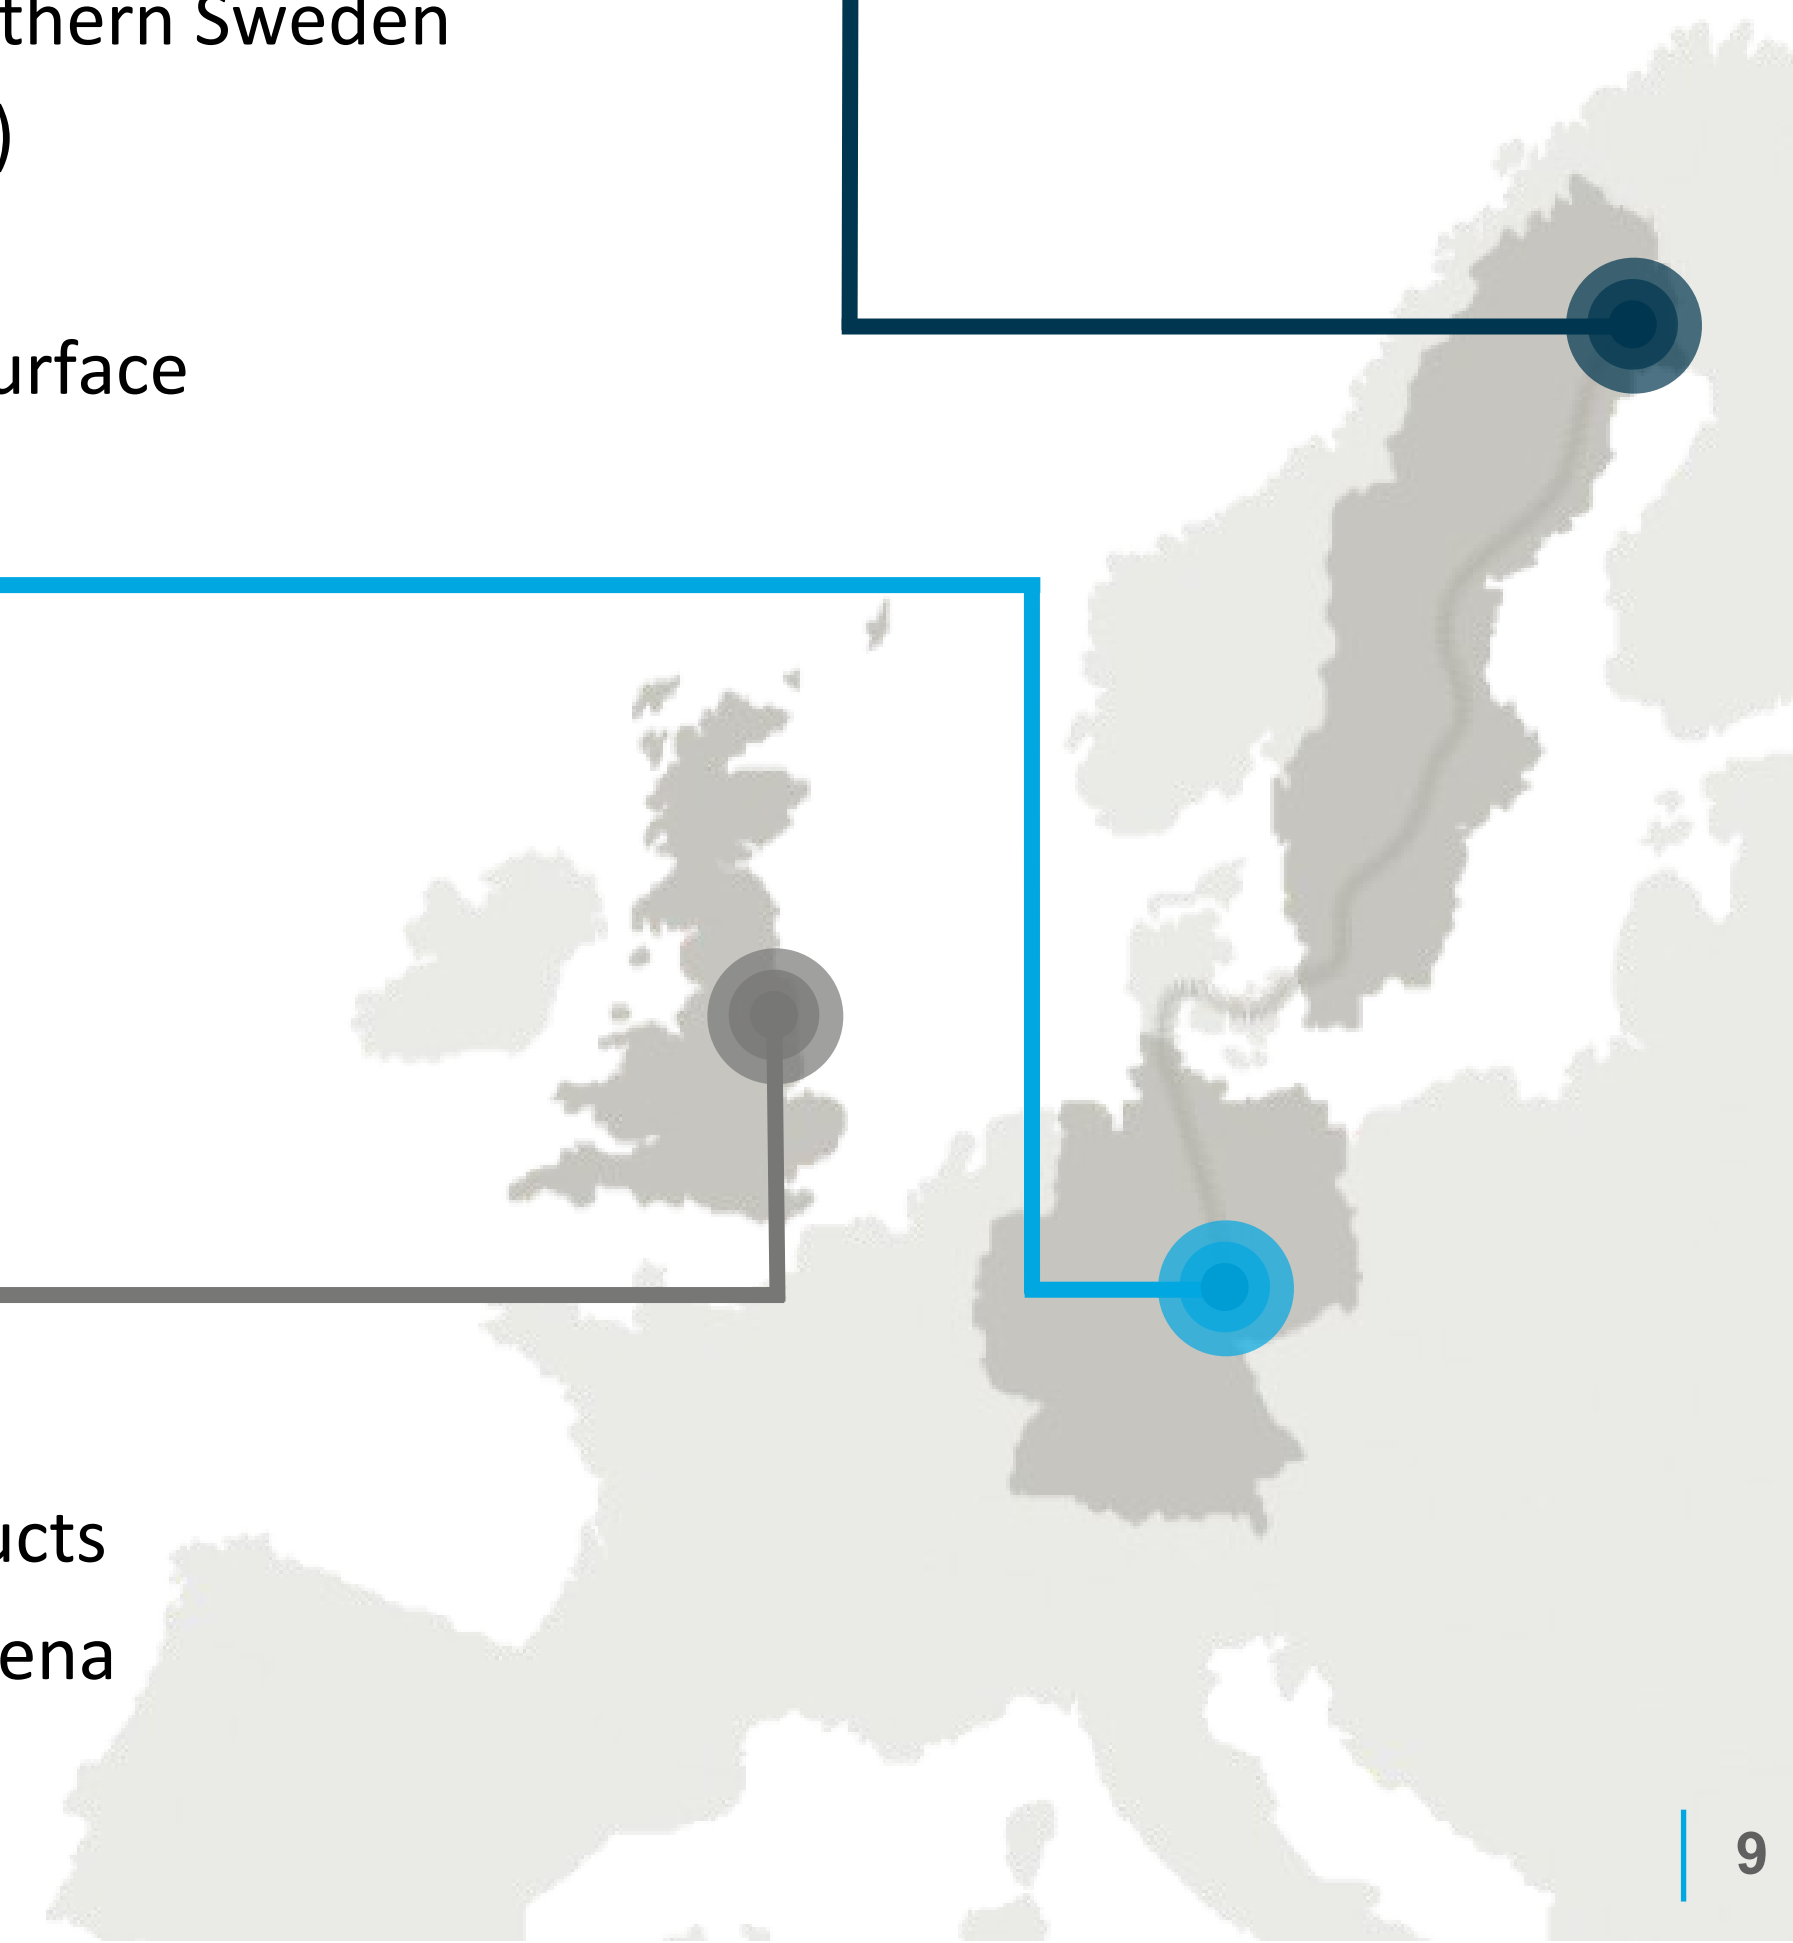 thern Sweden
)
urface
ucts
ena
9